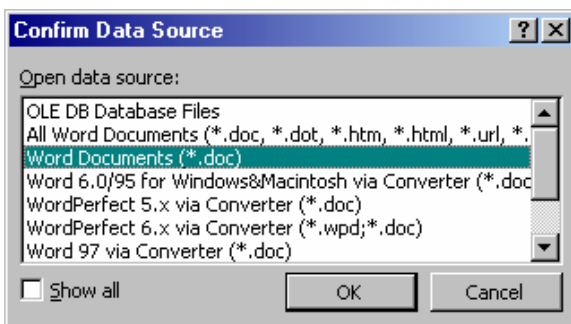 Confirm Data Source
Open data source:
OLE DB Database Files
All Word Documents (*.doc, *.dot, *.htm, *.html, *.url, *.
Word Documents (*.doc)
Word 6.0/95 for Windows&Macintosh via Converter (*.doc
WordPerfect 5.x via Converter (*.doc)
WordPerfect 6.x via Converter (*.wpd;*.doc)
Word 97 via Converter (*.doc)
Show all
OK
Cancel